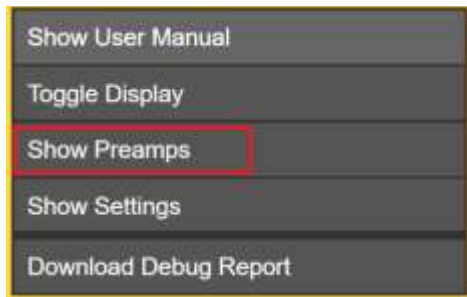 Show User Manual
Toggle Display
Show Preamps
Show Settings
Download Debug Report